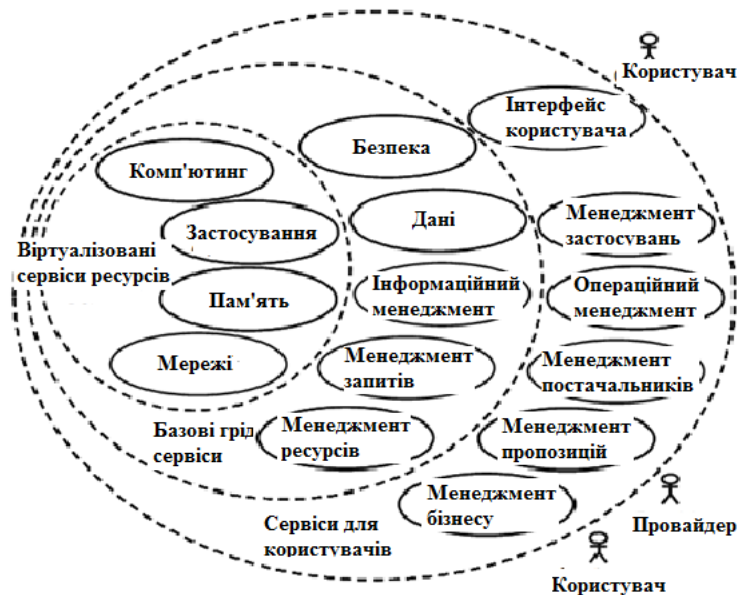 Користувач
Інтерфейс
користувача
Безпека
Комп'ютинг
Дані
Менеджмент
застосувань
Застосування
Віртуалізовані
сервіси ресурсів
Інформаційний
менеджмент
Операційний
менеджмент
Пам'ять
Мережі
Менеджмент
запитів
Менеджмент
постачальників
Базові грід
сервіси
Менеджмент
ресурсів
Менеджмент
пропозицій
Менеджмент
бізнесу
Сервіси для
користувачів
Провайдер
Користувач